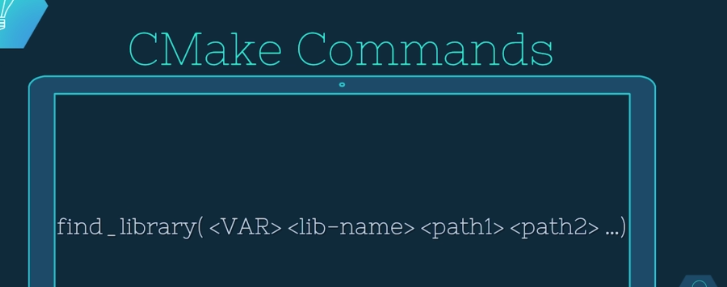 CMake Commands
find_library( <VAR> <lib-name> <path1> <path2> ...)